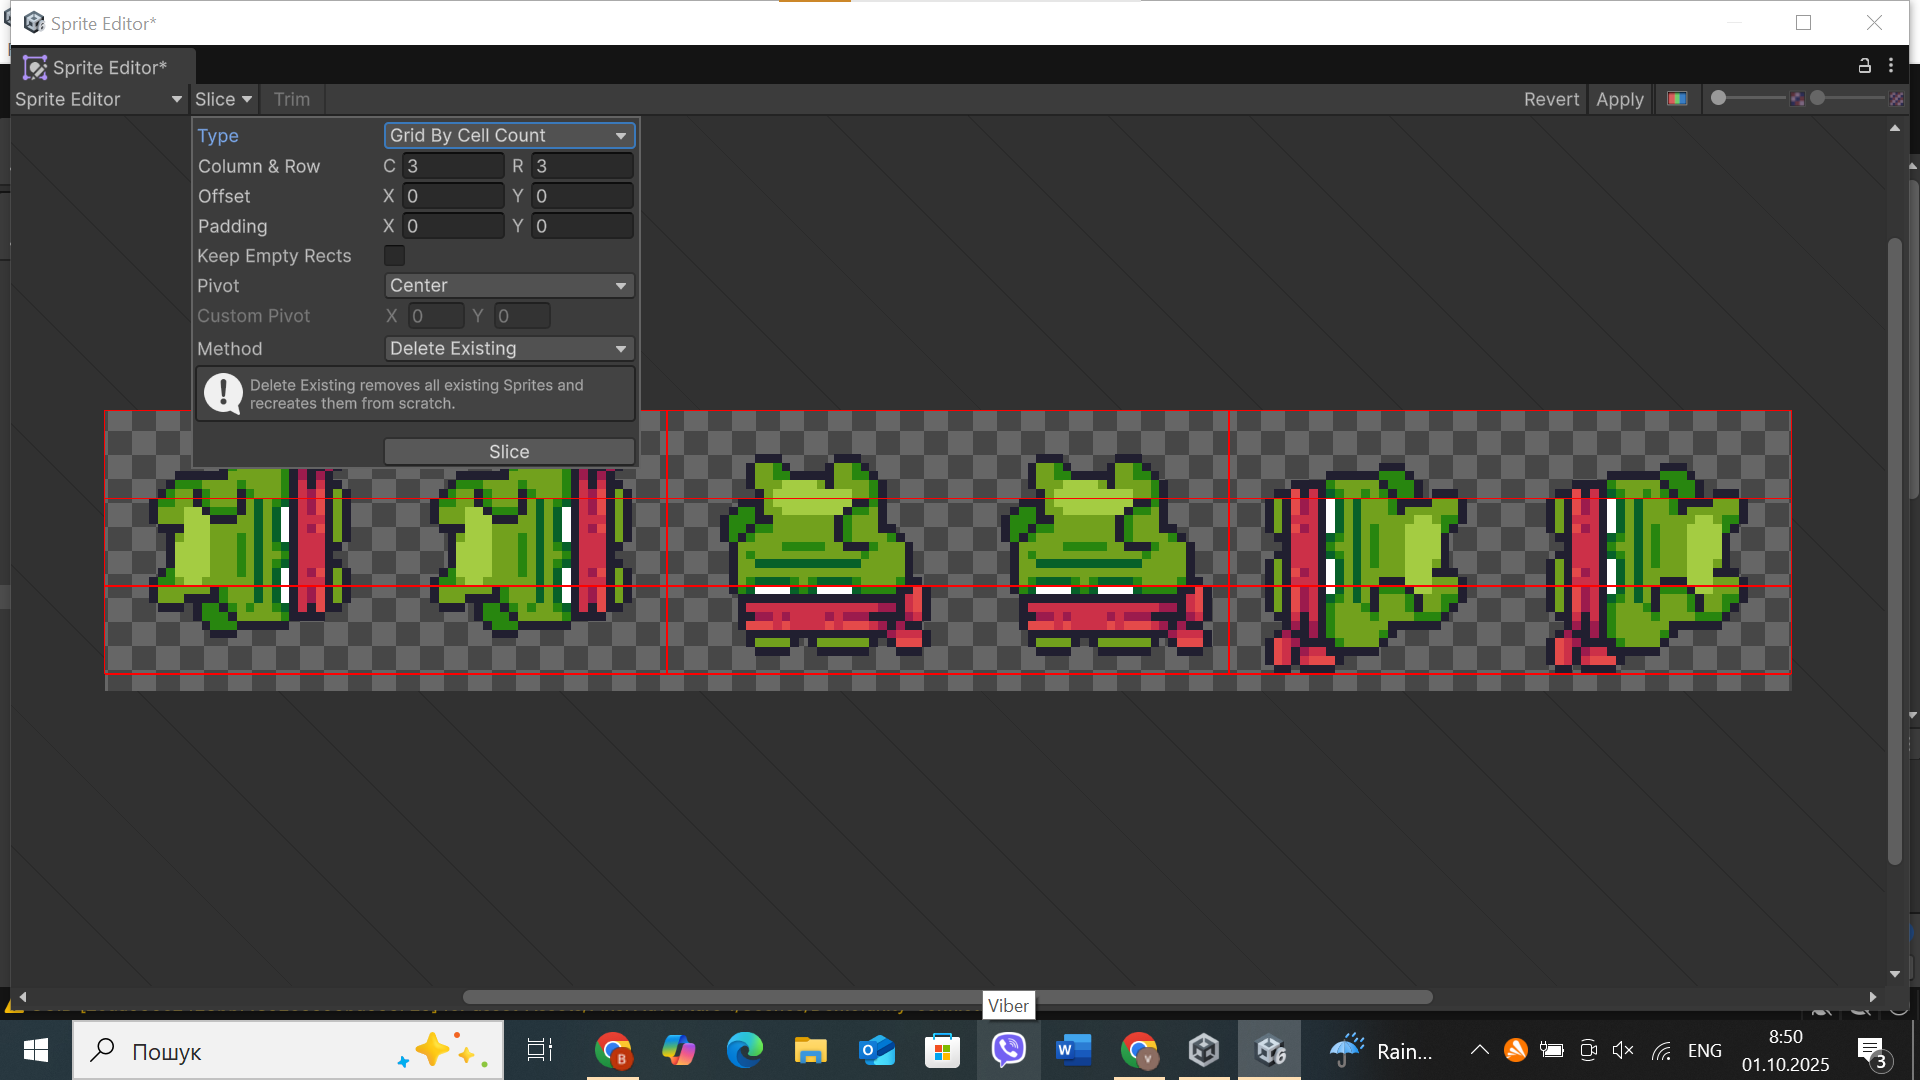 Sprite Editor*
Sprite Editor*
Sprite Editor Slice Trim Revert Apply
Type Grid By Cell Count
Column & Row C 3 R 3
Offset X 0 Y 0
Padding X 0 Y 0
Keep Empty Rects
Pivot Center
Custom Pivot X 0 Y 0
Method Delete Existing
Delete Existing removes all existing Sprites and
recreates them from scratch.
Slice
Viber
Пошук
Rain...
ENG
8:50
01.10.2025
3